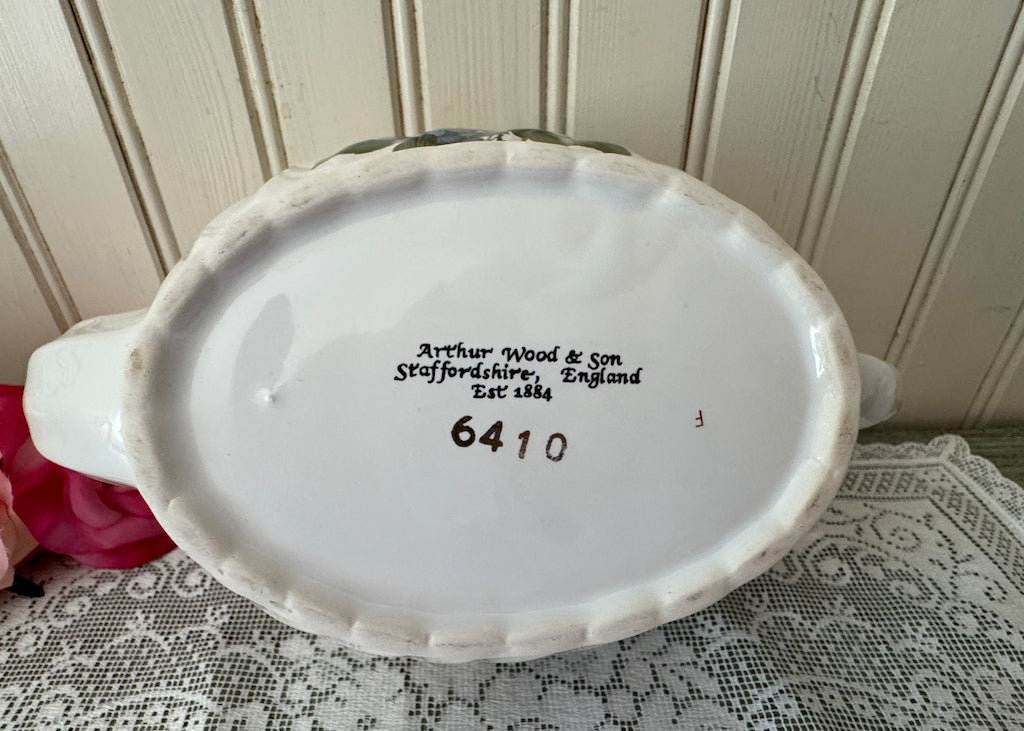 Arthur Wood & Son
Staffordshire, England
Est 1884
6410
F